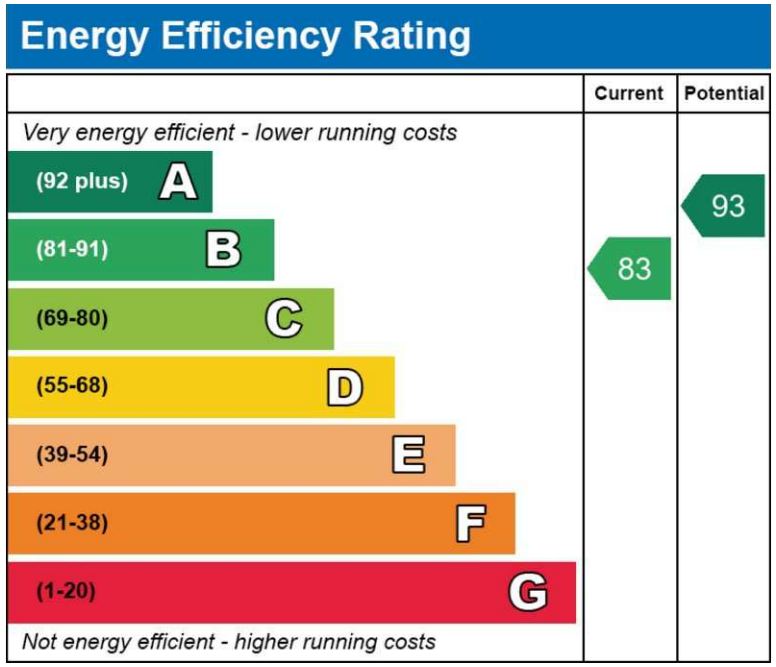 Energy Efficiency Rating
Current Potential
Very energy efficient - lower running costs
(92 plus) A
93
(81-91) B
83
(69-80) C
(55-68) D
(39-54) E
(21-38) F
(1-20) G
Not energy efficient - higher running costs